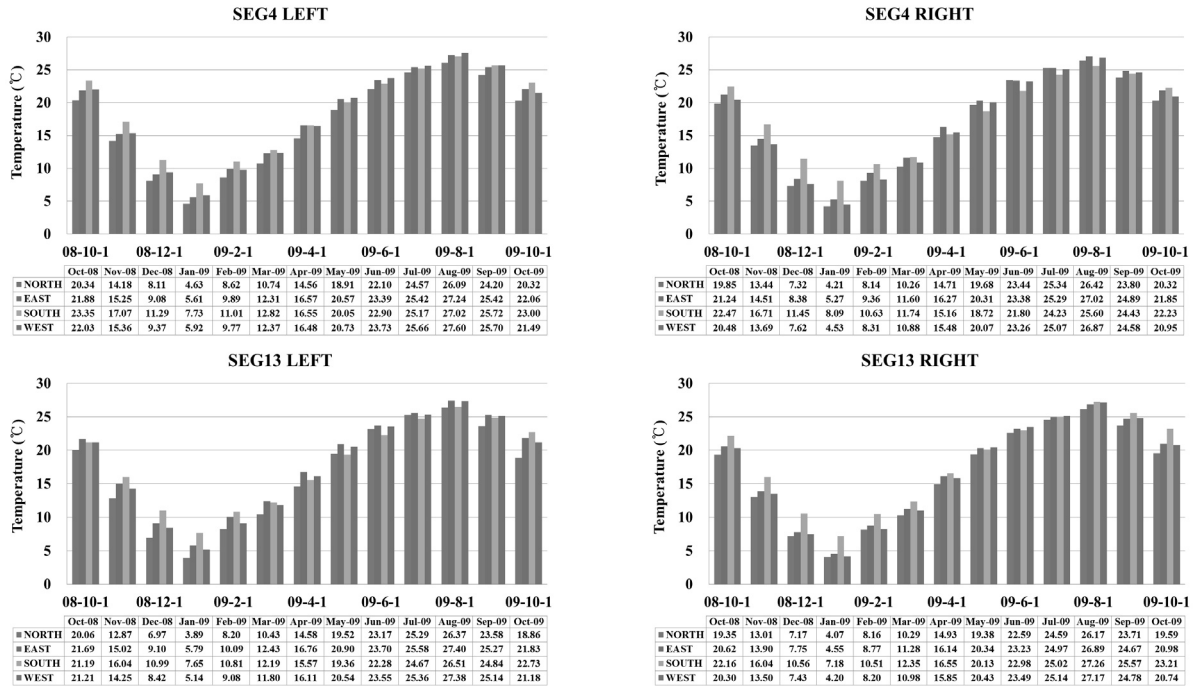 SEG4 LEFT
Temperature (℃)
30
25
20
15
10
5
0
08-10-1 08-12-1 09-2-1 09-4-1 09-6-1 09-8-1 09-10-1
Oct-08 Nov-08 Dec-08 Jan-09 Feb-09 Mar-09 Apr-09 May-09 Jun-09 Jul-09 Aug-09 Sep-09 Oct-09
NORTH 20.34 14.18 8.11 4.63 8.62 10.74 14.56 18.91 22.10 24.57 26.09 24.20 20.32
EAST 21.88 15.25 9.08 5.61 9.89 12.31 16.57 20.57 23.39 25.42 27.24 25.42 22.06
SOUTH 23.35 17.07 11.29 7.73 11.01 12.82 16.55 20.05 22.90 25.17 27.02 25.72 23.00
WEST 22.03 15.36 9.37 5.92 9.77 12.37 16.48 20.73 23.73 25.66 27.60 25.70 21.49
SEG4 RIGHT
Temperature (℃)
30
25
20
15
10
5
0
08-10-1 08-12-1 09-2-1 09-4-1 09-6-1 09-8-1 09-10-1
Oct-08 Nov-08 Dec-08 Jan-09 Feb-09 Mar-09 Apr-09 May-09 Jun-09 Jul-09 Aug-09 Sep-09 Oct-09
NORTH 19.85 13.44 7.32 4.21 8.14 10.26 14.71 19.68 23.44 25.34 26.42 23.80 20.32
EAST 21.24 14.51 8.38 5.27 9.36 11.60 16.27 20.31 23.38 25.29 27.02 24.89 21.85
SOUTH 22.47 16.71 11.45 8.09 10.63 11.74 15.16 18.72 21.80 24.23 25.60 24.43 22.23
WEST 20.48 13.69 7.62 4.53 8.31 10.88 15.48 20.07 23.26 25.07 26.87 24.58 20.95
SEG13 LEFT
Temperature (℃)
30
25
20
15
10
5
0
08-10-1 08-12-1 09-2-1 09-4-1 09-6-1 09-8-1 09-10-1
Oct-08 Nov-08 Dec-08 Jan-09 Feb-09 Mar-09 Apr-09 May-09 Jun-09 Jul-09 Aug-09 Sep-09 Oct-09
NORTH 20.06 12.87 6.97 3.89 8.20 10.43 14.58 19.52 23.17 25.29 26.37 23.58 18.86
EAST 21.69 15.02 9.10 5.79 10.09 12.43 16.76 20.90 23.70 25.58 27.40 25.27 21.83
SOUTH 21.19 16.04 10.99 7.65 10.81 12.19 15.57 19.36 22.28 24.67 26.51 24.84 22.73
WEST 21.21 14.25 8.42 5.14 9.08 11.80 16.11 20.54 23.55 25.36 27.38 25.14 21.18
SEG13 RIGHT
Temperature (℃)
30
25
20
15
10
5
0
08-10-1 08-12-1 09-2-1 09-4-1 09-6-1 09-8-1 09-10-1
Oct-08 Nov-08 Dec-08 Jan-09 Feb-09 Mar-09 Apr-09 May-09 Jun-09 Jul-09 Aug-09 Sep-09 Oct-09
NORTH 19.35 13.01 7.17 4.07 8.16 10.29 14.93 19.38 22.59 24.59 26.17 23.71 19.59
EAST 20.62 13.90 7.75 4.55 8.77 11.28 16.14 20.34 23.23 24.97 26.89 24.67 20.98
SOUTH 22.16 16.04 10.56 7.18 10.51 12.35 16.55 20.13 22.98 25.02 27.26 25.57 23.21
WEST 20.30 13.50 7.43 4.20 8.20 10.98 15.85 20.43 23.49 25.14 27.17 24.78 20.74